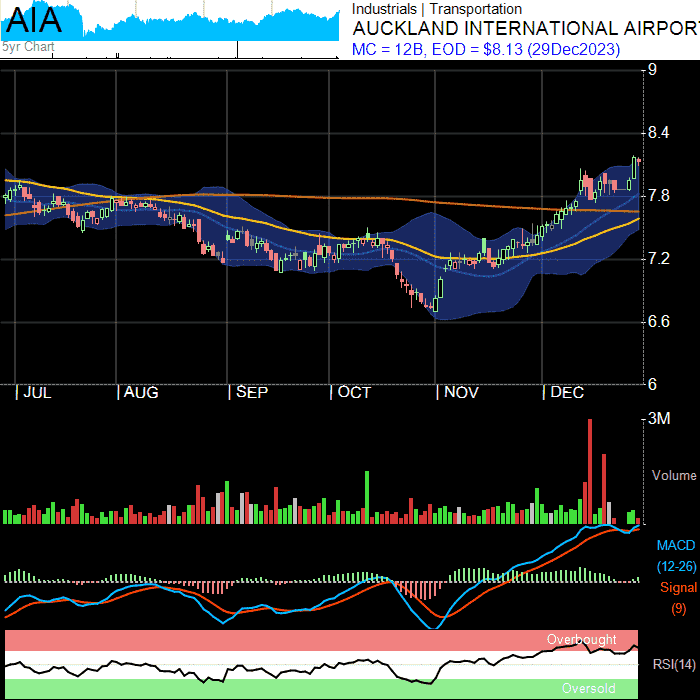 AIA
5yr Chart
Industrials | Transportation
AUCKLAND INTERNATIONAL AIRPORT
MC = 12B, EOD = $8.13 (29Dec2023)
9
8.4
7.8
7.2
6.6
6
| JUL | AUG | SEP | OCT | NOV | DEC
3M
Volume
MACD
(12-26)
Signal
(9)
Overbought
RSI(14)
Oversold